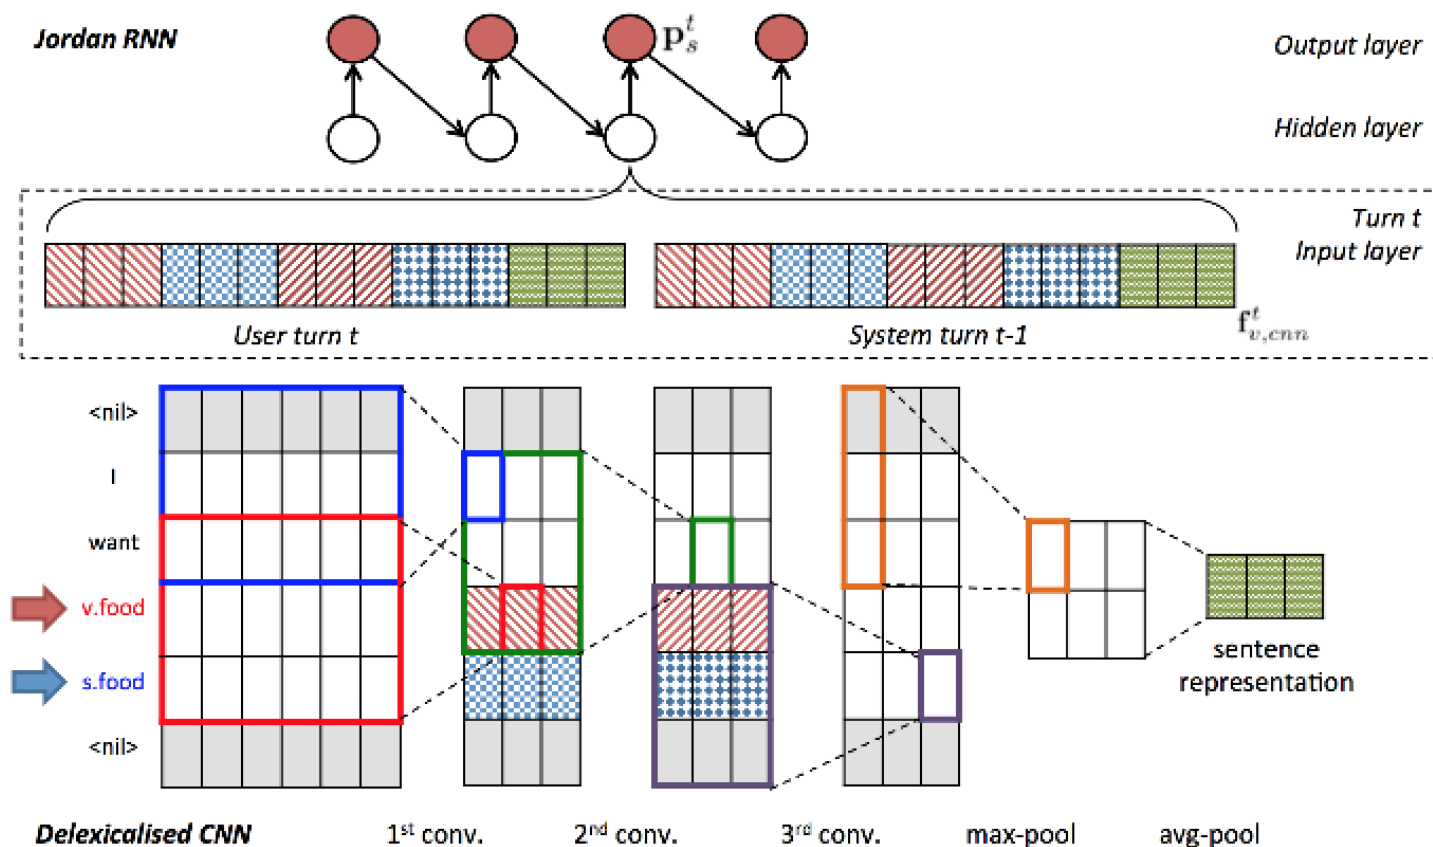 Jordan RNN
p_s^t
Output layer
Hidden layer
Turn t
Input layer
User turn t
System turn t-1
f_{v,cnn}^t
<nil>
I
want
v.food
s.food
<nil>
sentence
representation
Delexicalised CNN
1st conv.
2nd conv.
3rd conv.
max-pool
avg-pool